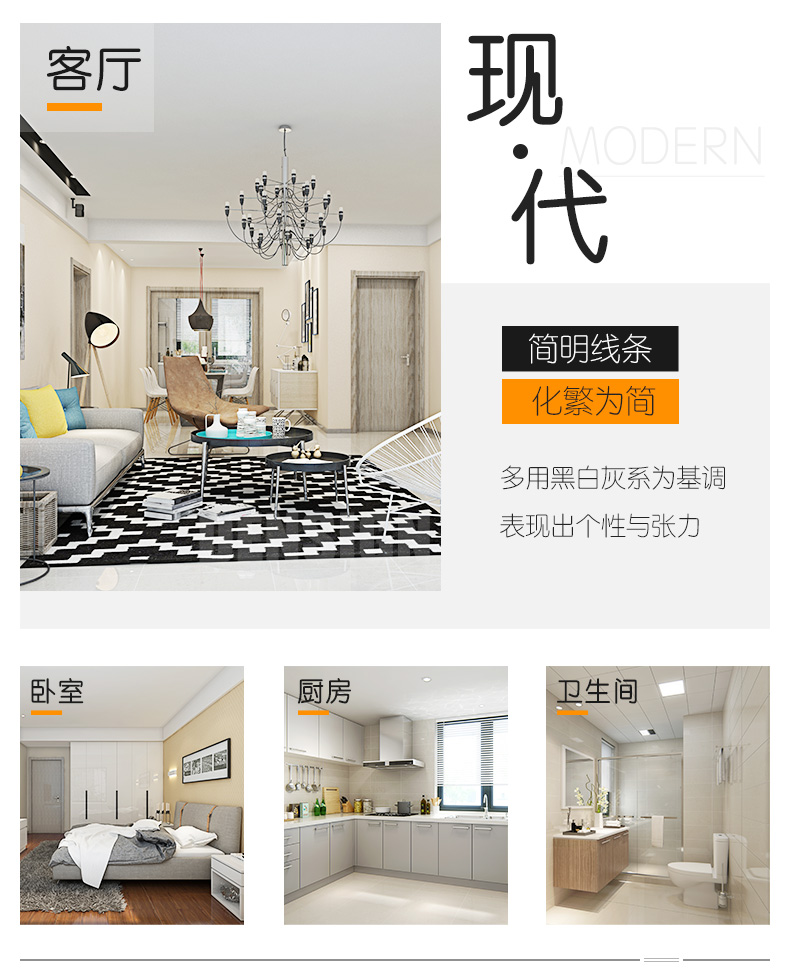 客厅
现·代
MODERN
简明线条
化繁为简
多用黑白灰系为基调
表现出个性与张力
卧室
厨房
卫生间